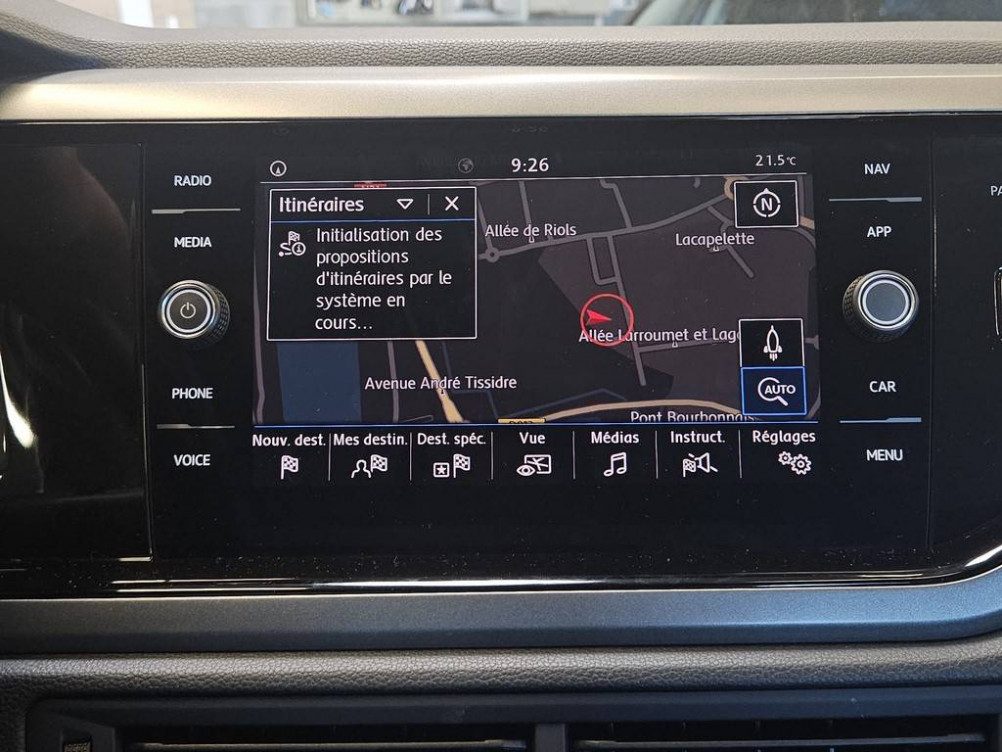 RADIO
MEDIA
PHONE
VOICE
9:26
21.5°C
Itinéraires
Initialisation des
propositions
d'itinéraires par le
système en
cours...
Allée de Riols
Lacapelette
N
Allée Larroumet et Lag
AUTO
Avenue André Tissidre
Pont Bourbonnais
Nouv. dest.
Mes destin.
Dest. spéc.
Vue
Médias
Instruct.
Réglages
NAV
APP
CAR
MENU
PA